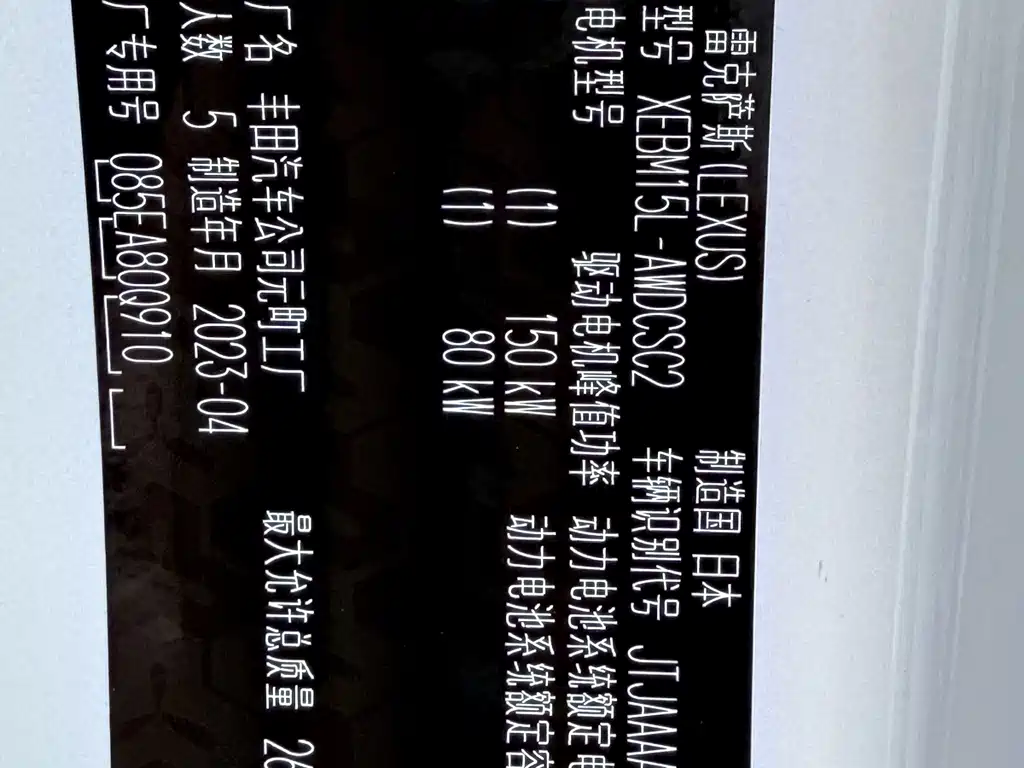 雷克萨斯(LEXUS) 制造国 日本
型号 XEBM15L-AWDCSC2 车辆识别代号 JTJAAA
电机型号 驱动电机峰值功率 动力电池系统额定电
(1) 150 kW 动力电池系统额定容
(1) 80 kW
厂名 丰田汽车公司元町工厂 最大允许总质量 26
人数 5 制造年月 2023-04
厂专用号 085EA80Q910